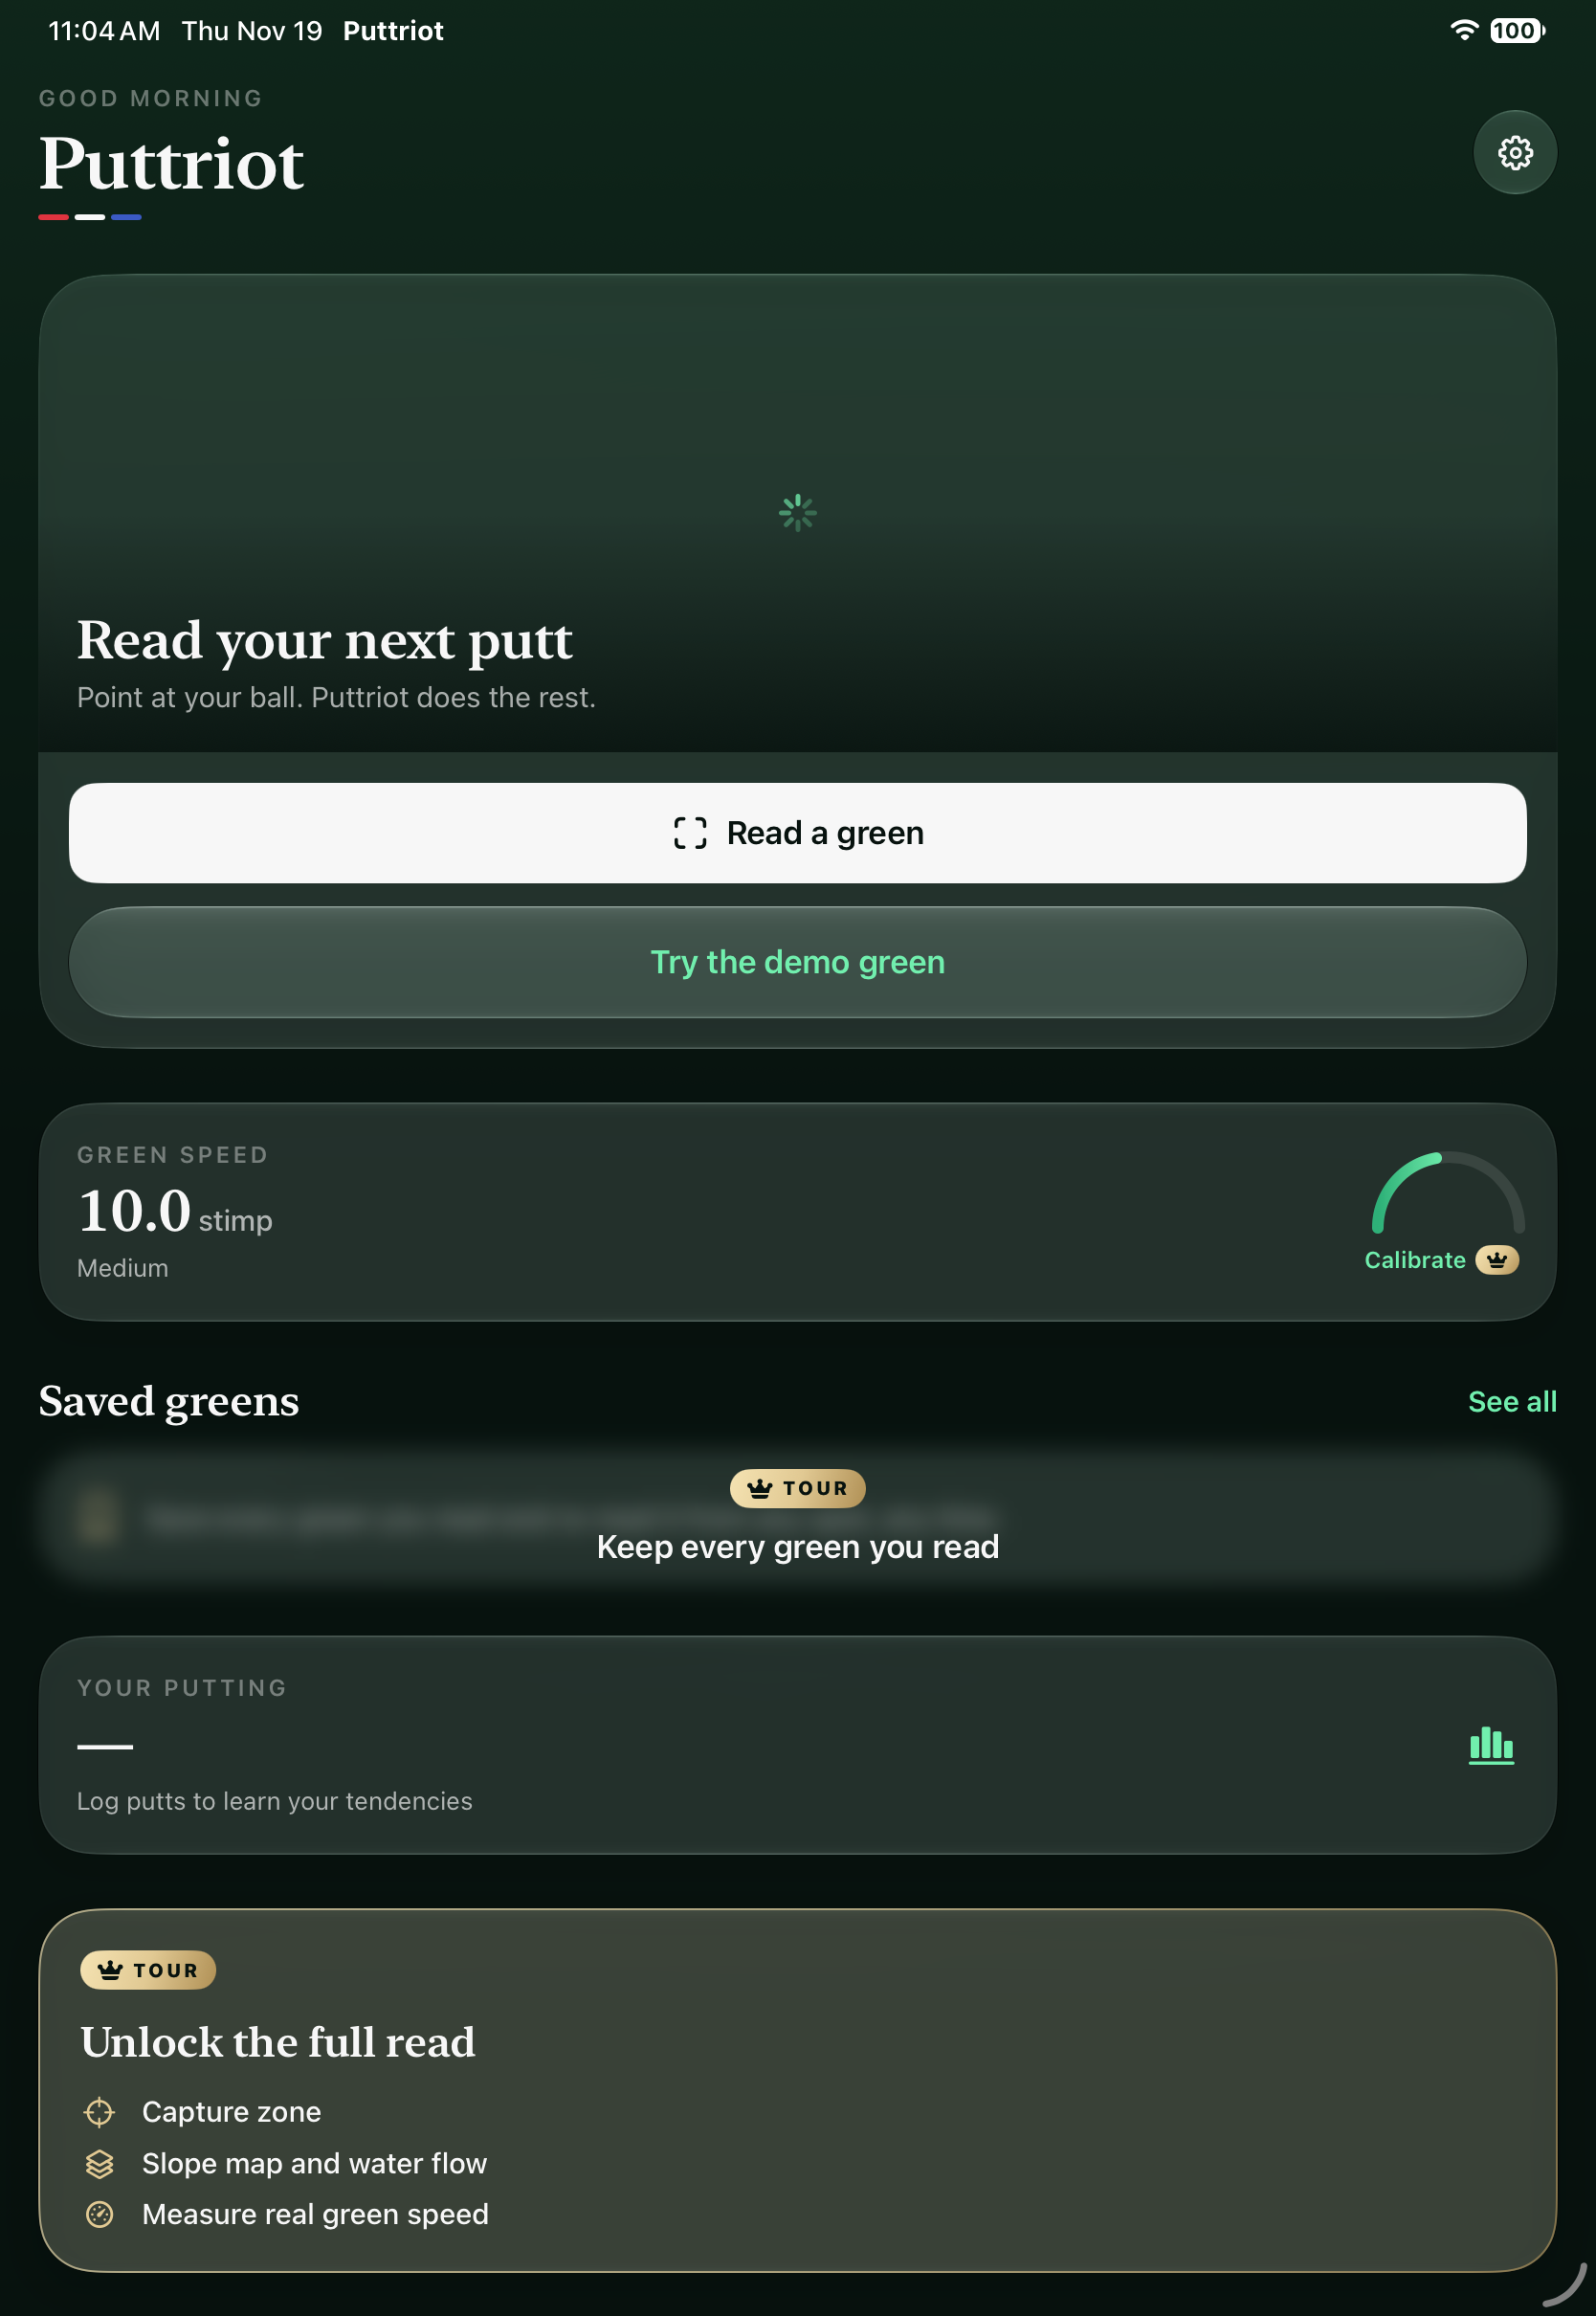 11:04 AM Thu Nov 19 Puttriot
100
GOOD MORNING
Puttriot
Read your next putt
Point at your ball. Puttriot does the rest.
Read a green
Try the demo green
GREEN SPEED
10.0 stimp
Medium
Calibrate
Saved greens
See all
TOUR
Keep every green you read
YOUR PUTTING
—
Log putts to learn your tendencies
TOUR
Unlock the full read
Capture zone
Slope map and water flow
Measure real green speed